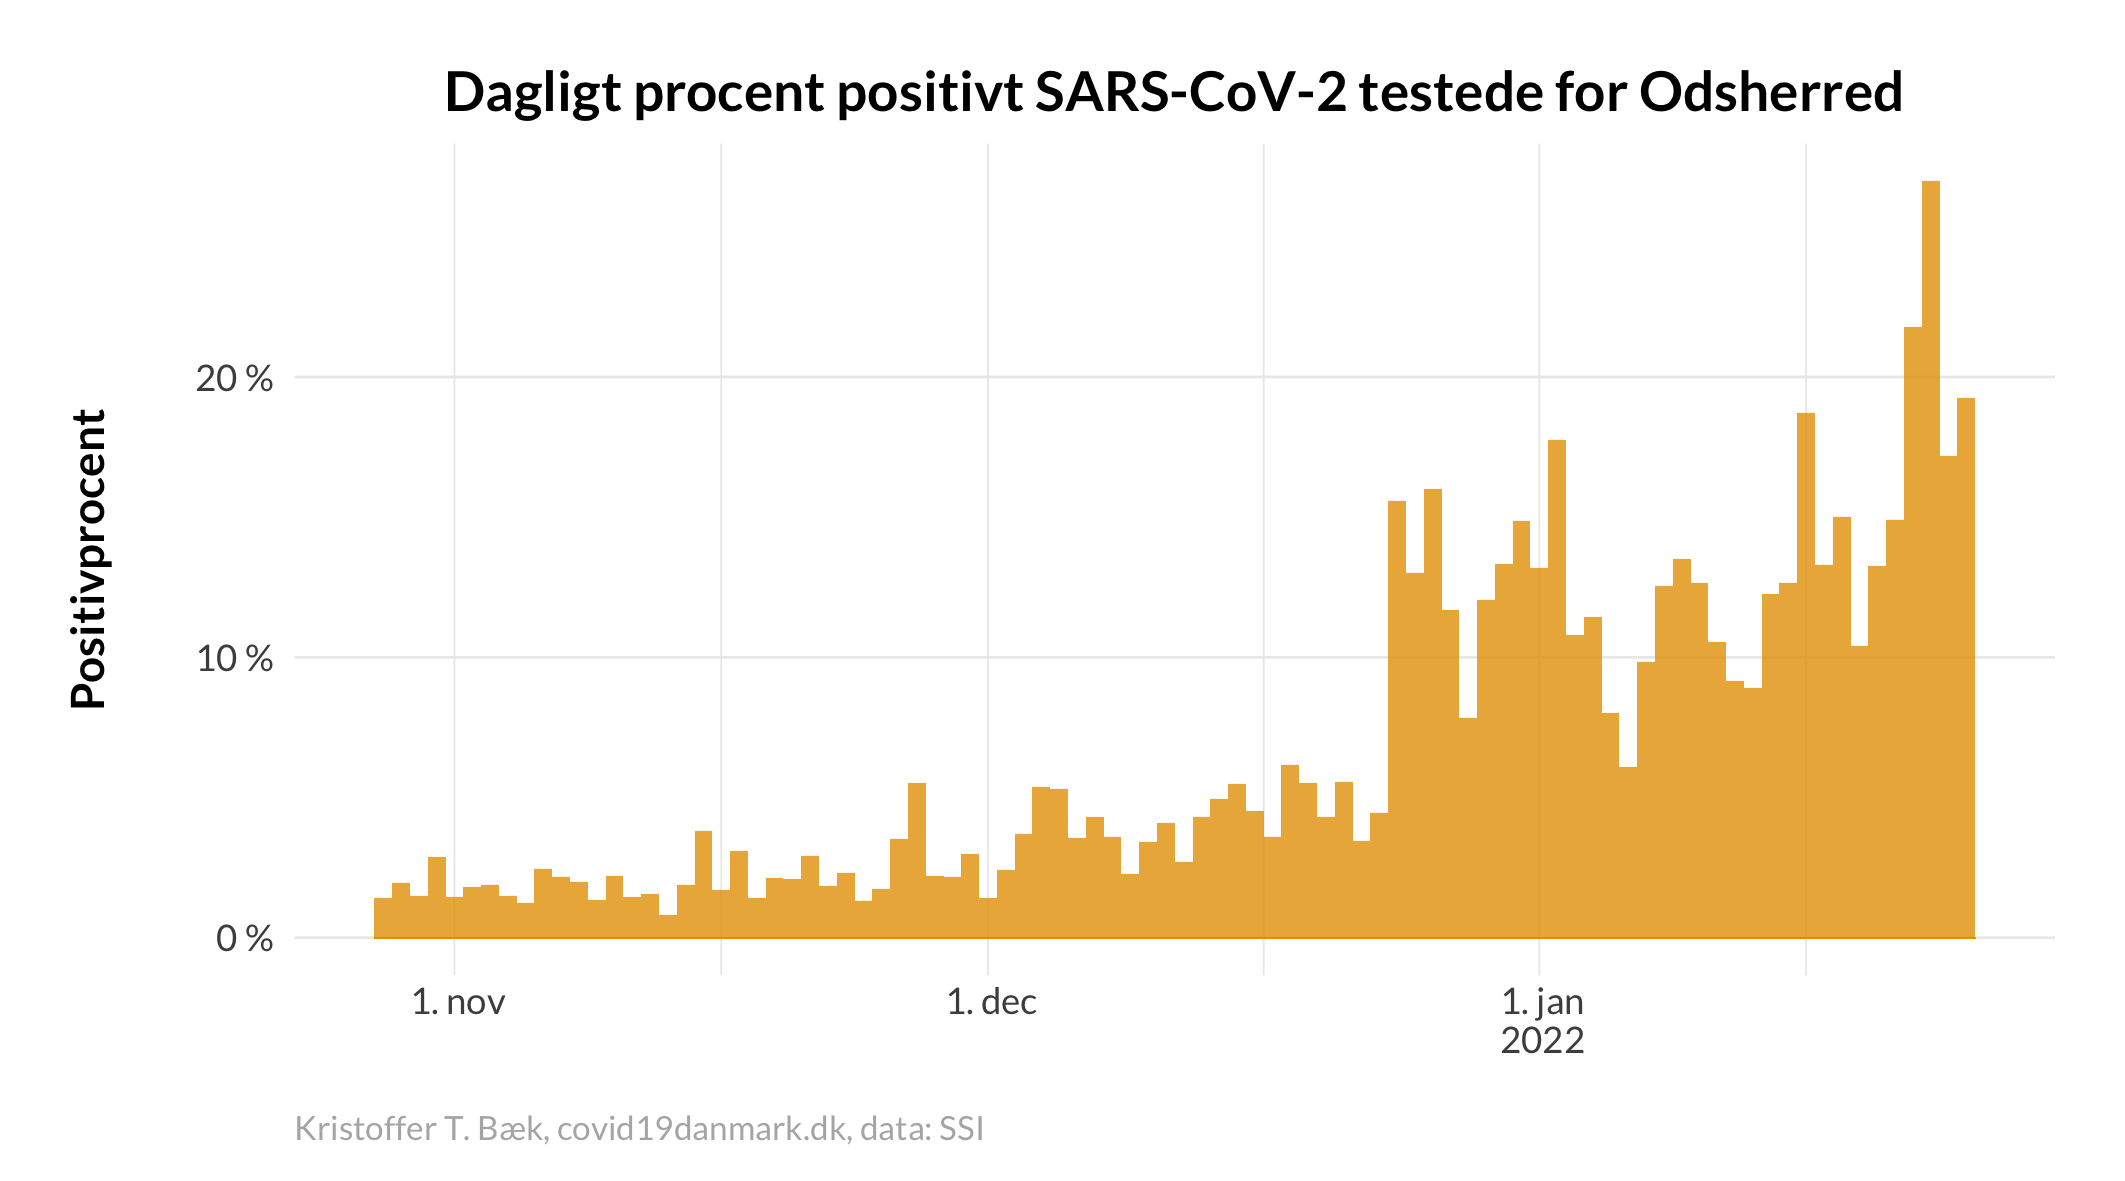 Dagligt procent positivt SARS-CoV-2 testede for Odsherred
Positivprocent
20 %
10 %
0 %
1. nov
1. dec
1. jan
2022
Kristoffer T. Bæk, covid19danmark.dk, data: SSI